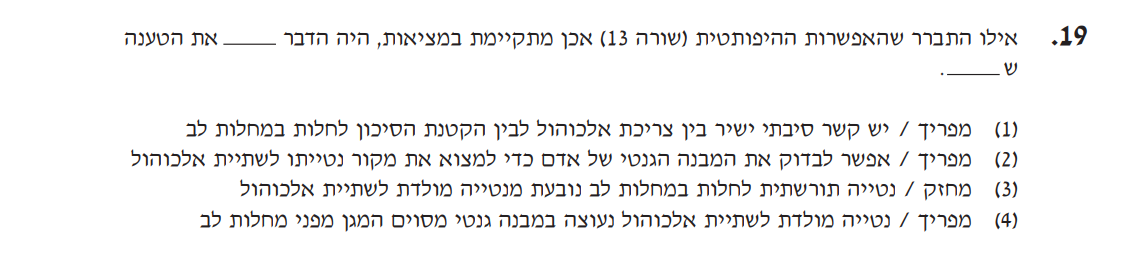 19. אילו התברר שהאפשרות ההיפותטית (שורה 13) אכן מתקיימת במציאות, היה הדבר _____ את הטענה
ש _____.
(1) מפריך / יש קשר סיבתי ישיר בין צריכת אלכוהול לבין הקטנת הסיכון לחלות במחלות לב
(2) מפריך / אפשר לבדוק את המבנה הגנטי של אדם כדי למצוא את מקור נטייתו לשתיית אלכוהול
(3) מחזק / נטייה תורשתית לחלות במחלות לב נובעת מנטייה מולדת לשתיית אלכוהול
(4) מפריך / נטייה מולדת לשתיית אלכוהול נעוצה במבנה גנטי מסוים המגן מפני מחלות לב